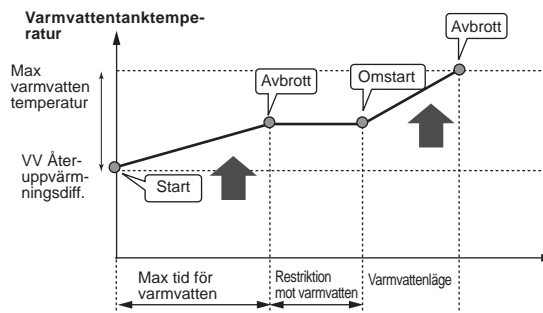 Varmvattentanktempe-
ratur
Avbrott
Max
varmvatten
temperatur
Avbrott
Omstart
VV Åter-
uppvärm-
ningsdiff.
Start
Max tid för
varmvatten
Restriktion
mot varmvatten
Varmvattenläge